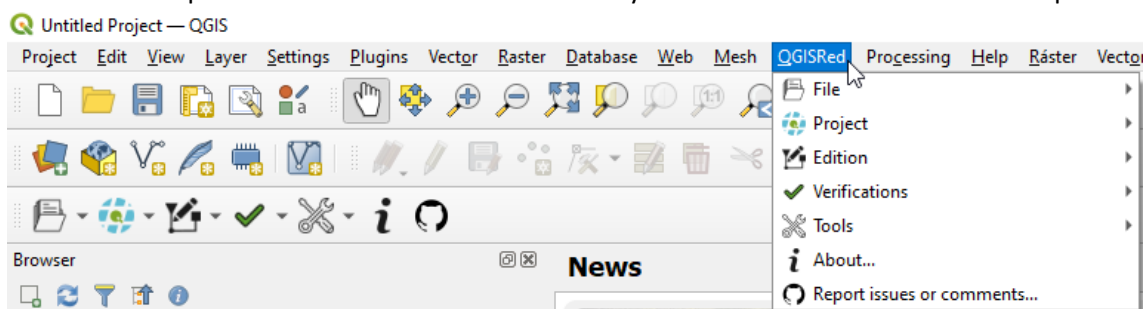 Untitled Project — QGIS
Project Edit View Layer Settings Plugins Vector Raster Database Web Mesh QGISRed Processing Help Ráster
File
Project
Edition
Verifications
Tools
About...
Report issues or comments...
Browser
News